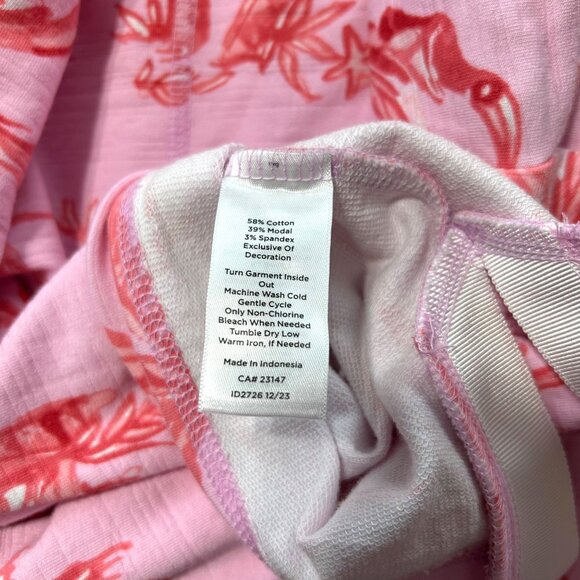 58% Cotton
39% Modal
3% Spandex
Exclusive Of
Decoration
Turn Garment Inside
Out
Machine Wash Cold
Gentle Cycle
Only Non-Chlorine
Bleach When Needed
Tumble Dry Low
Warm Iron, If Needed
Made In Indonesia
CA# 23147
ID2726 12/23